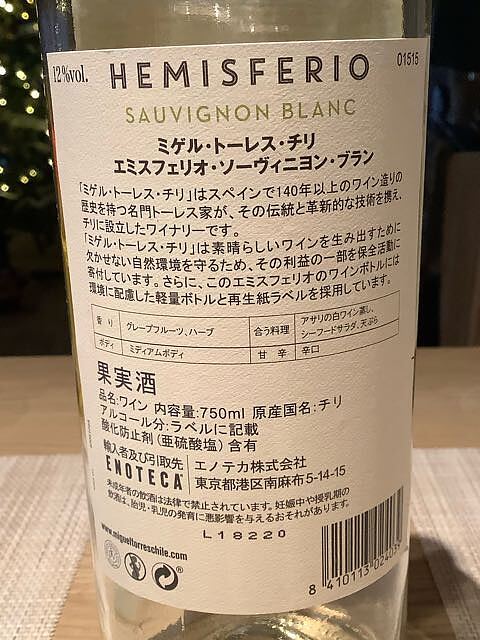 12%vol. HEMISFERIO 01515
SAUVIGNON BLANC
ミゲル・トーレス・チリ
エミスフェリオ・ソーヴィニヨン・ブラン
「ミゲル・トーレス・チリ」はスペインで140年以上のワイン造りの
歴史を持つ名門トーレス家が、その伝統と革新的な技術を携え、
チリに設立したワイナリーです。
「ミゲル・トーレス・チリ」は素晴らしいワインを生み出すために
欠かせない自然環境を守るため、その利益の一部を保全活動に
寄付しています。さらに、このエミスフェリオのワインボトルには
環境に配慮した軽量ボトルと再生紙ラベルを採用しています。
香り グレープフルーツ、ハーブ 合う料理 アサリの白ワイン蒸し、
シーフードサラダ、天ぷら
ボディ ミディアムボディ 甘辛 辛口
果実酒
品名:ワイン 内容量:750ml 原産国名:チリ
アルコール分:ラベルに記載
酸化防止剤(亜硫酸塩)含有
輸入者及び引取先 エノテカ株式会社
ENOTECA 東京都港区南麻布5-14-15
未成年者の飲酒は法律で禁止されています。妊娠中や授乳期の
飲酒は、胎児・乳児の発育に悪影響を与えるおそれがあります。
L18220
www.migueltorreschile.com